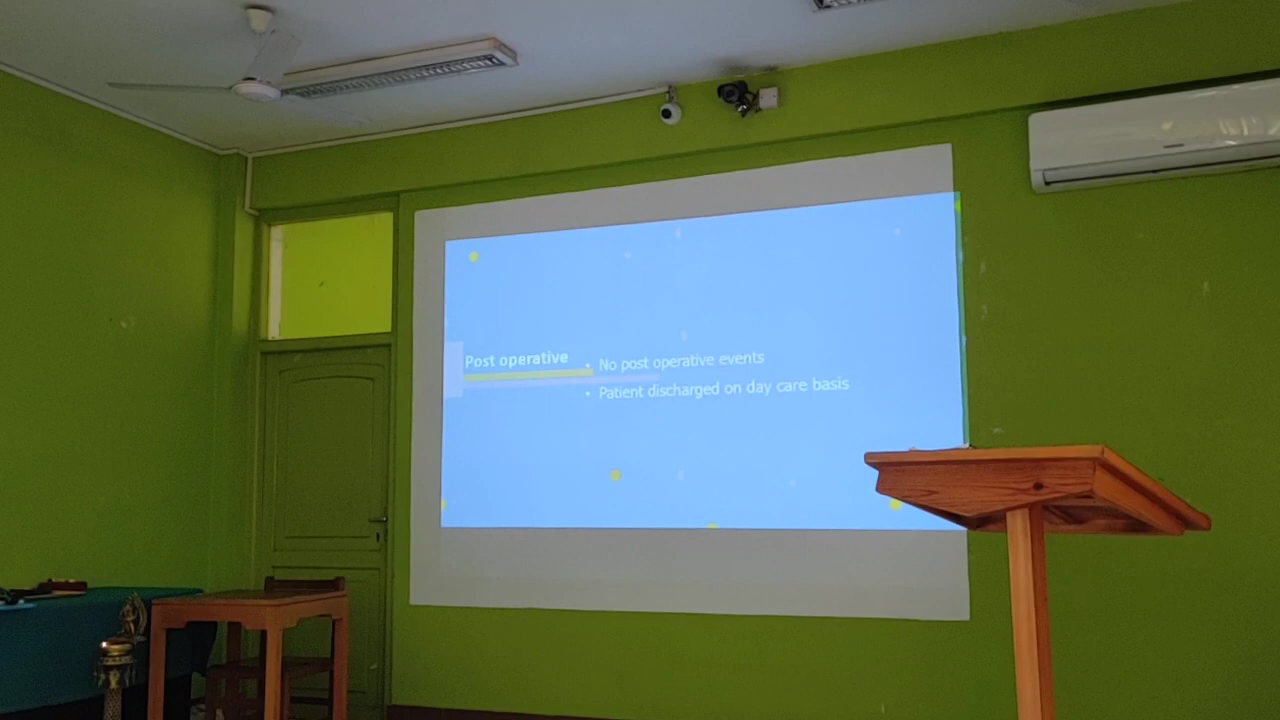 Post operative
• No post operative events
• Patient discharged on day care basis